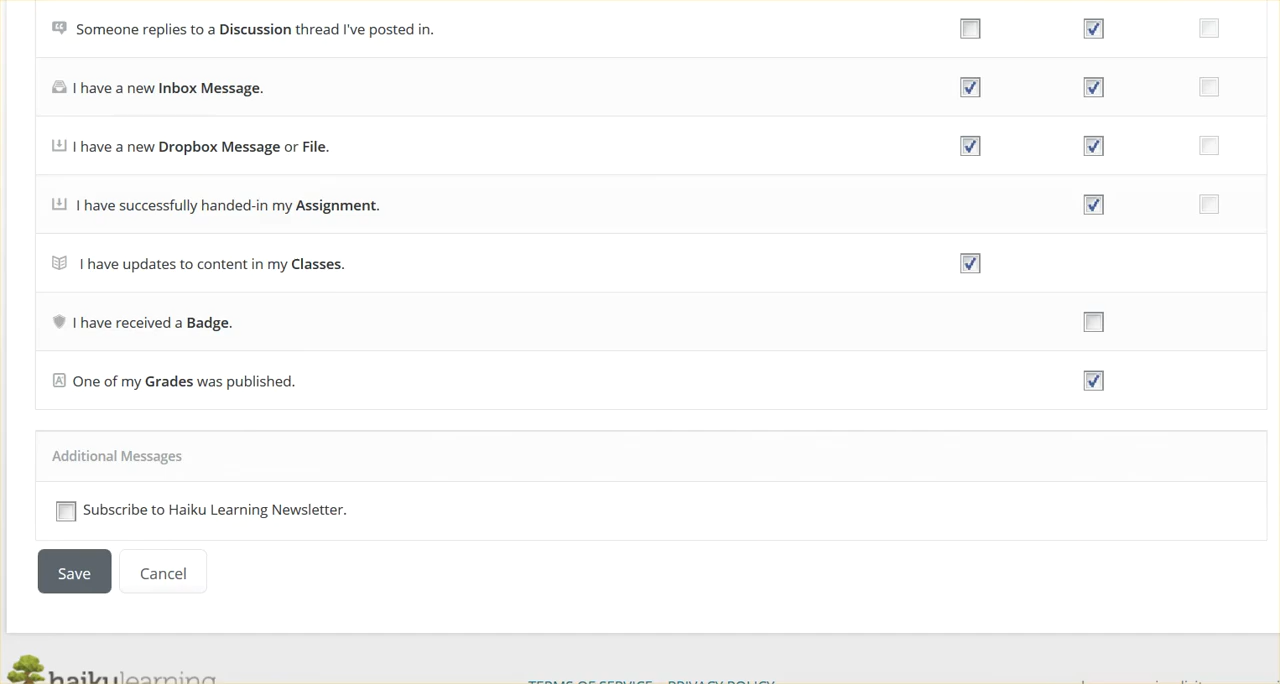 Someone replies to a Discussion thread I've posted in.
I have a new Inbox Message.
I have a new Dropbox Message or File.
I have successfully handed-in my Assignment.
I have updates to content in my Classes.
I have received a Badge.
One of my Grades was published.
Additional Messages
Subscribe to Haiku Learning Newsletter.
Save
Cancel
haikulearning
TERMS OF SERVICE
PRIVACY POLICY